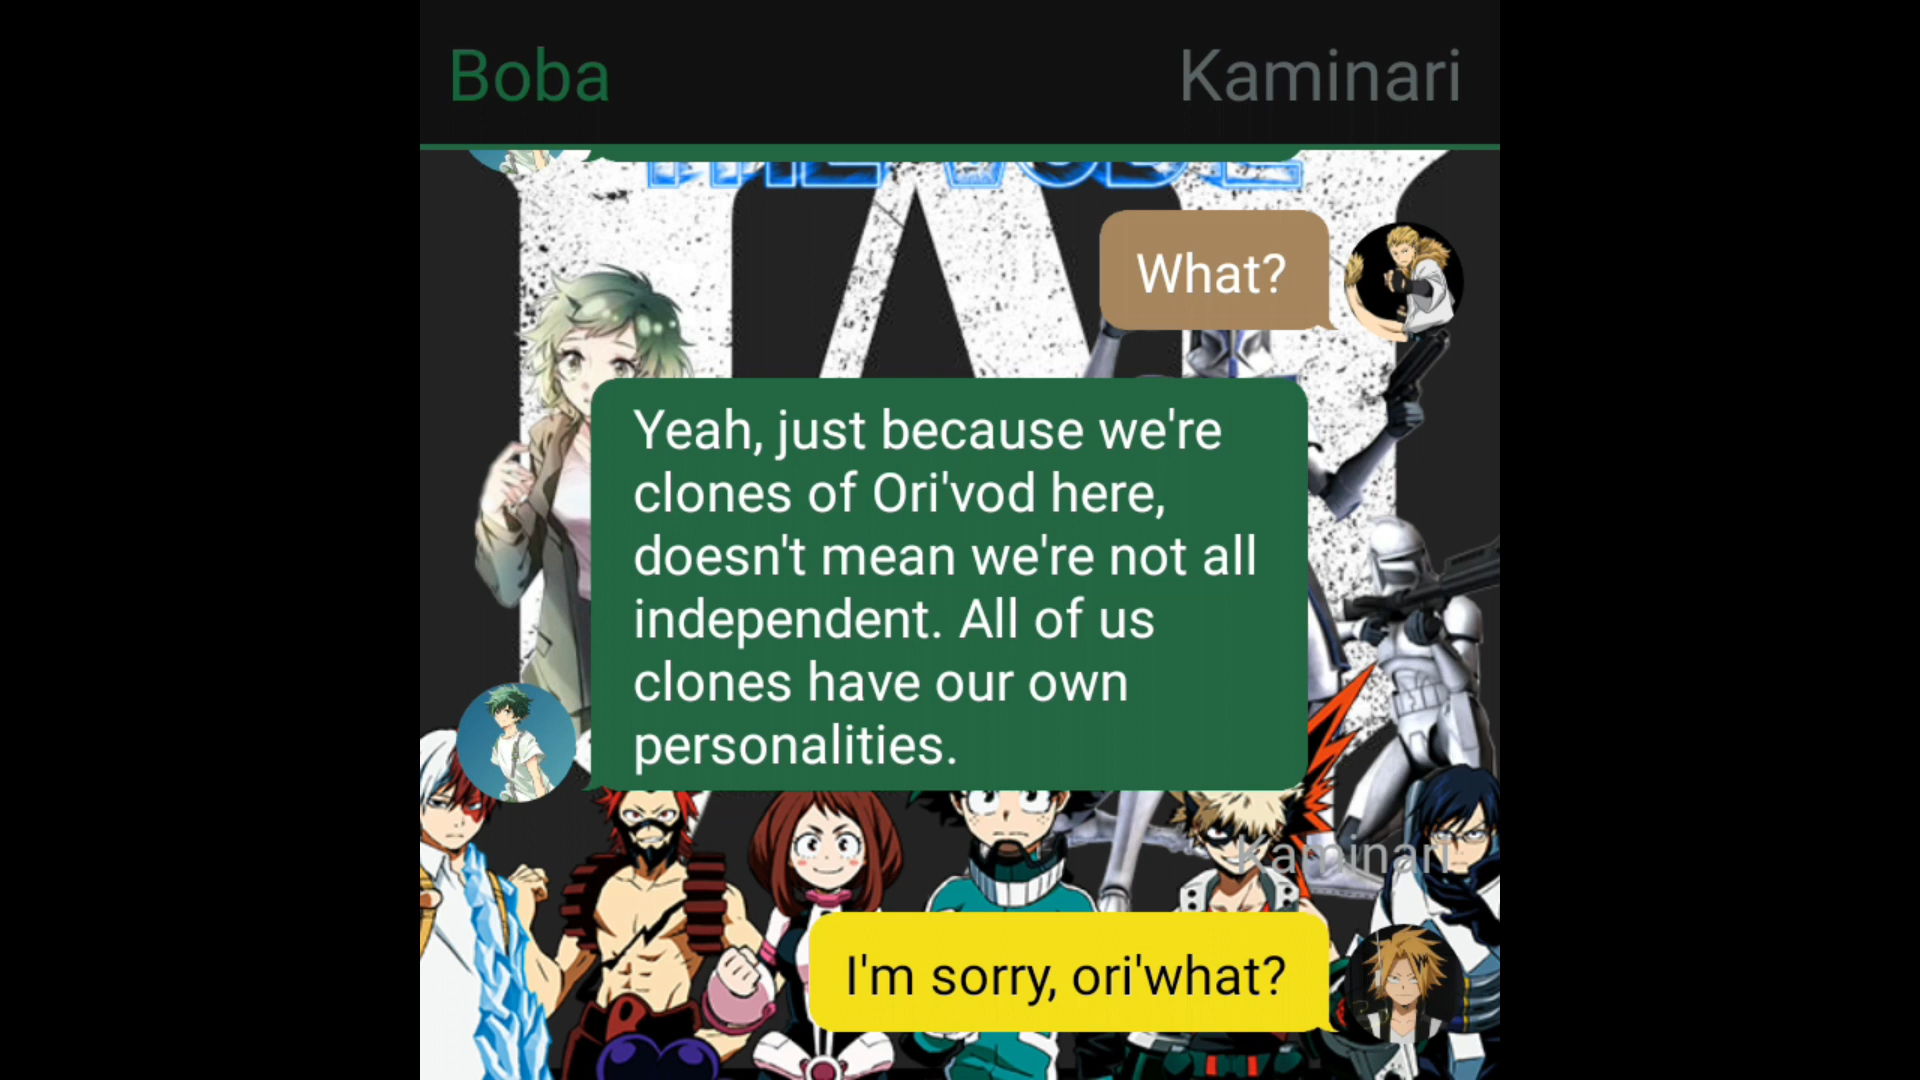 Boba
Kaminari
What?
Yeah, just because we're
clones of Ori'vod here,
doesn't mean we're not all
independent. All of us
clones have our own
personalities.
Kaminari
I'm sorry, ori'what?